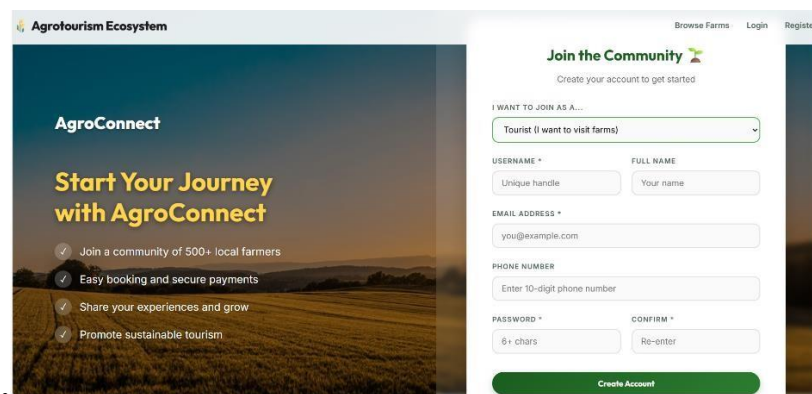 Agrotourism Ecosystem
Browse Farms Login Registe
AgroConnect
Start Your Journey
with AgroConnect
✓ Join a community of 500+ local farmers
✓ Easy booking and secure payments
✓ Share your experiences and grow
✓ Promote sustainable tourism
Join the Community
Create your account to get started
I WANT TO JOIN AS A...
Tourist (I want to visit farms)
USERNAME * FULL NAME
Unique handle Your name
EMAIL ADDRESS *
you@example.com
PHONE NUMBER
Enter 10-digit phone number
PASSWORD * CONFIRM *
6+ chars Re-enter
Create Account